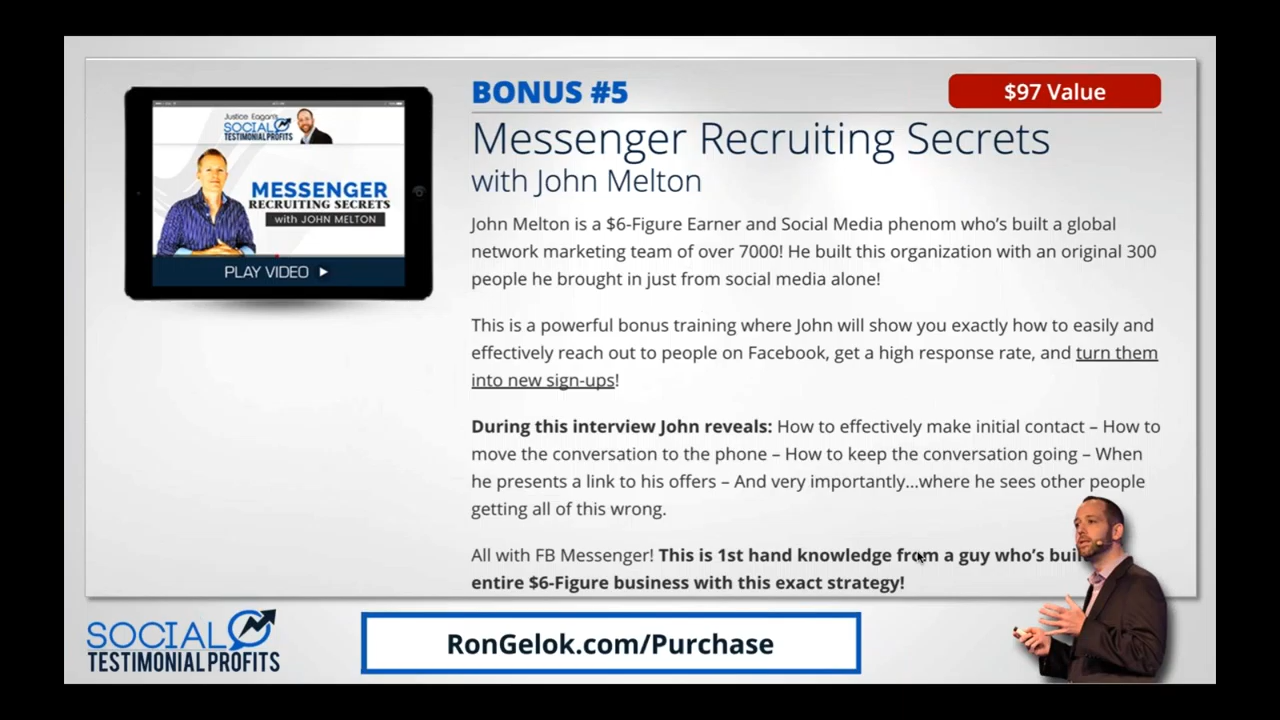 BONUS #5
$97 Value
Messenger Recruiting Secrets
with John Melton
Justice Eagan's
SOCIAL
TESTIMONIAL PROFITS
MESSENGER
RECRUITING SECRETS
with JOHN MELTON
PLAY VIDEO
John Melton is a $6-Figure Earner and Social Media phenom who's built a global
network marketing team of over 7000! He built this organization with an original 300
people he brought in just from social media alone!
This is a powerful bonus training where John will show you exactly how to easily and
effectively reach out to people on Facebook, get a high response rate, and turn them
into new sign-ups!
During this interview John reveals: How to effectively make initial contact – How to
move the conversation to the phone – How to keep the conversation going – When
he presents a link to his offers – And very importantly...where he sees other people
getting all of this wrong.
All with FB Messenger! This is 1st hand knowledge from a guy who's
entire $6-Figure business with this exact strategy!
SOCIAL
TESTIMONIAL PROFITS
RonGelok.com/Purchase